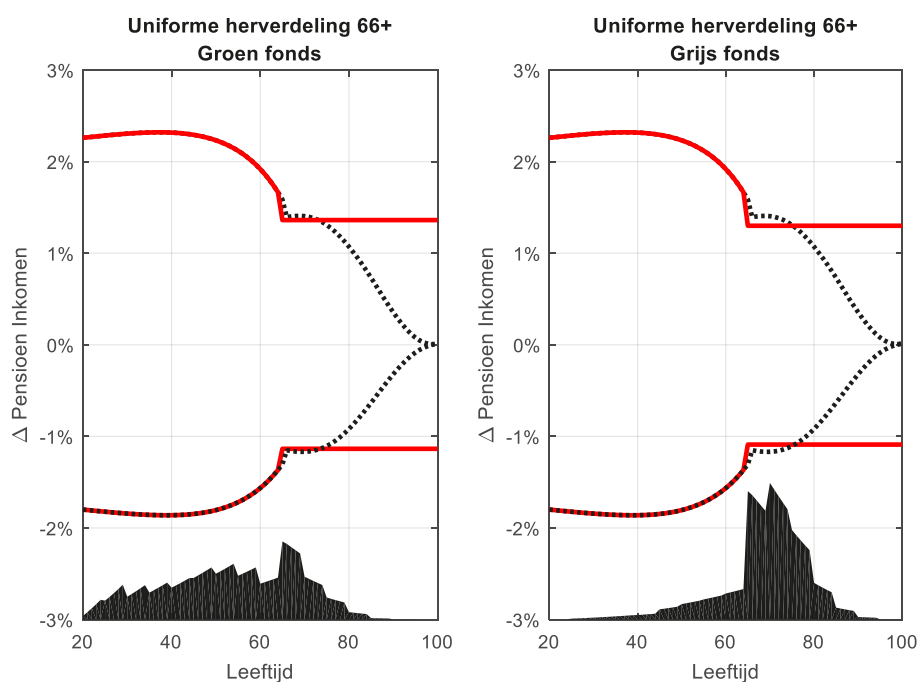 Uniforme herverdeling 66+
Groen fonds
3%
2%
1%
0%
-1%
-2%
-3%
Δ Pensioen Inkomen
20 40 60 80 100
Leeftijd
Uniforme herverdeling 66+
Grijs fonds
3%
2%
1%
0%
-1%
-2%
-3%
Δ Pensioen Inkomen
20 40 60 80 100
Leeftijd